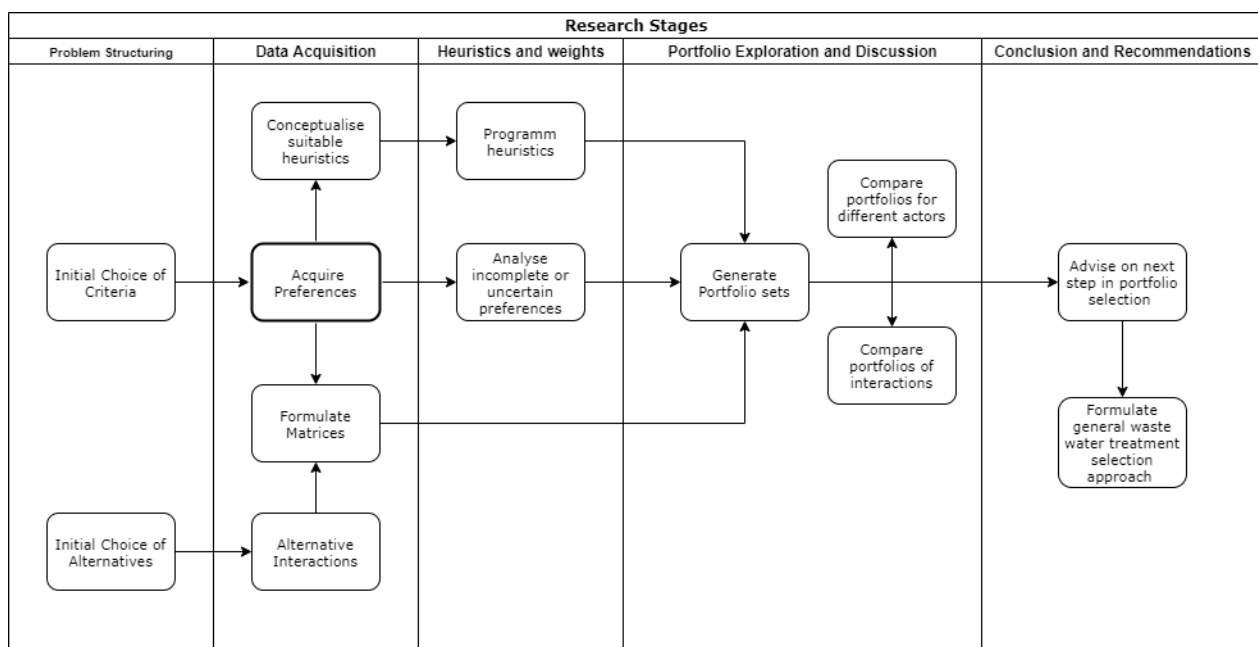 Research Stages
Problem Structuring
Data Acquisition
Heuristics and weights
Portfolio Exploration and Discussion
Conclusion and Recommendations
Initial Choice of
Criteria
Initial Choice of
Alternatives
Conceptualise
suitable
heuristics
Acquire
Preferences
Formulate
Matrices
Alternative
Interactions
Programm
heuristics
Analyse
incomplete or
uncertain
preferences
Generate
Portfolio sets
Compare
portfolios for
different actors
Compare
portfolios of
interactions
Advise on next
step in portfolio
selection
Formulate
general waste
water treatment
selection
approach